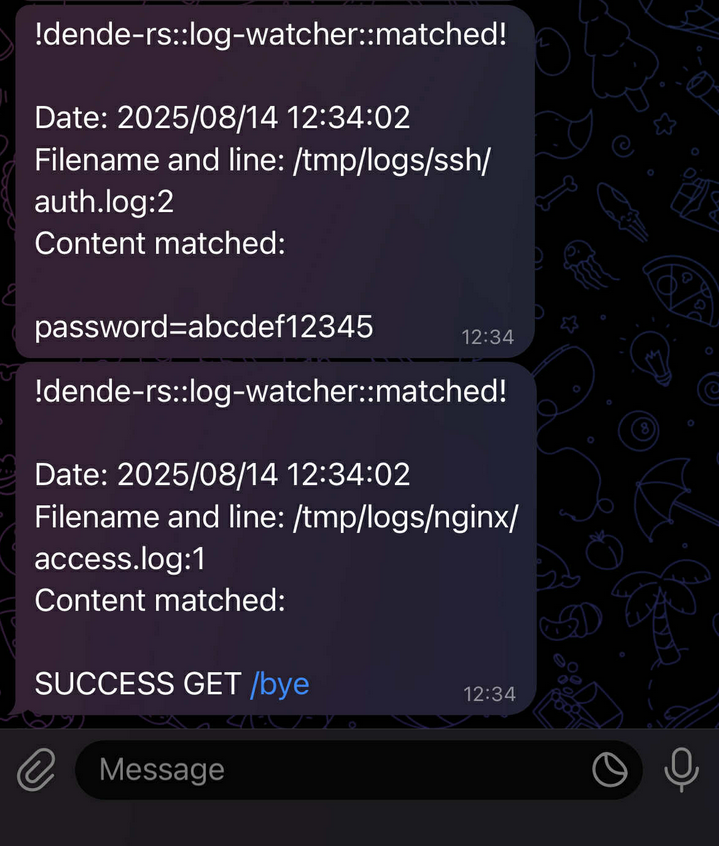 !dende-rs::log-watcher::matched!
Date: 2025/08/14 12:34:02
Filename and line: /tmp/logs/ssh/
auth.log:2
Content matched:
password=abcdef12345
12:34
!dende-rs::log-watcher::matched!
Date: 2025/08/14 12:34:02
Filename and line: /tmp/logs/nginx/
access.log:1
Content matched:
SUCCESS GET /bye
12:34
Message